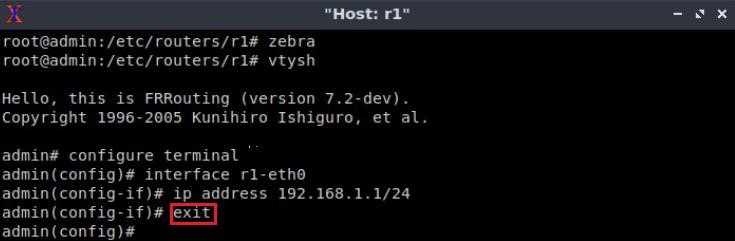 "Host: r1"
root@admin:/etc/routers/r1# zebra
root@admin:/etc/routers/r1# vtysh
Hello, this is FRRouting (version 7.2-dev).
Copyright 1996-2005 Kunihiro Ishiguro, et al.
admin# configure terminal
admin(config)# interface r1-eth0
admin(config-if)# ip address 192.168.1.1/24
admin(config-if)# exit
admin(config)#